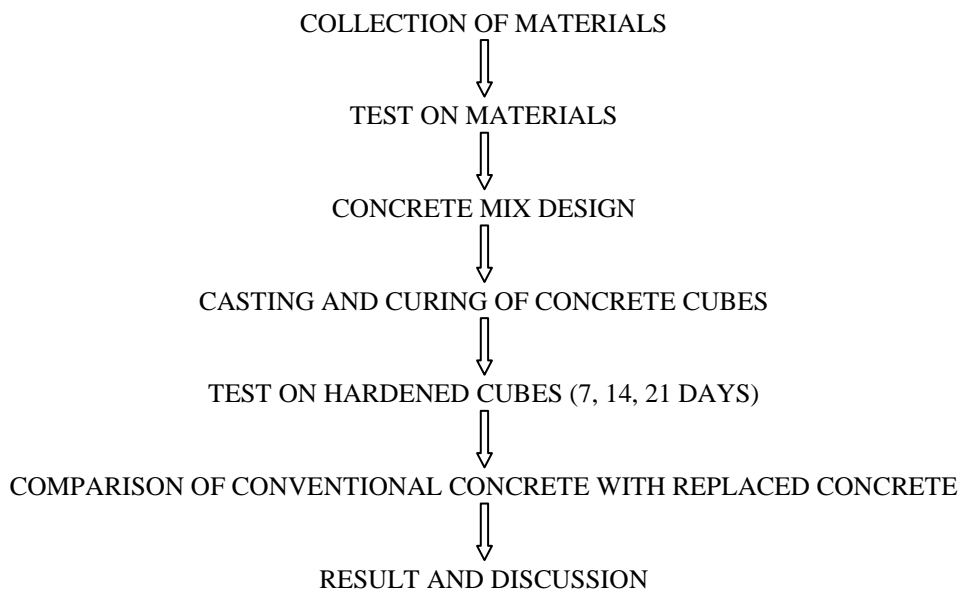 COLLECTION OF MATERIALS
TEST ON MATERIALS
CONCRETE MIX DESIGN
CASTING AND CURING OF CONCRETE CUBES
TEST ON HARDENED CUBES (7, 14, 21 DAYS)
COMPARISON OF CONVENTIONAL CONCRETE WITH REPLACED CONCRETE
RESULT AND DISCUSSION